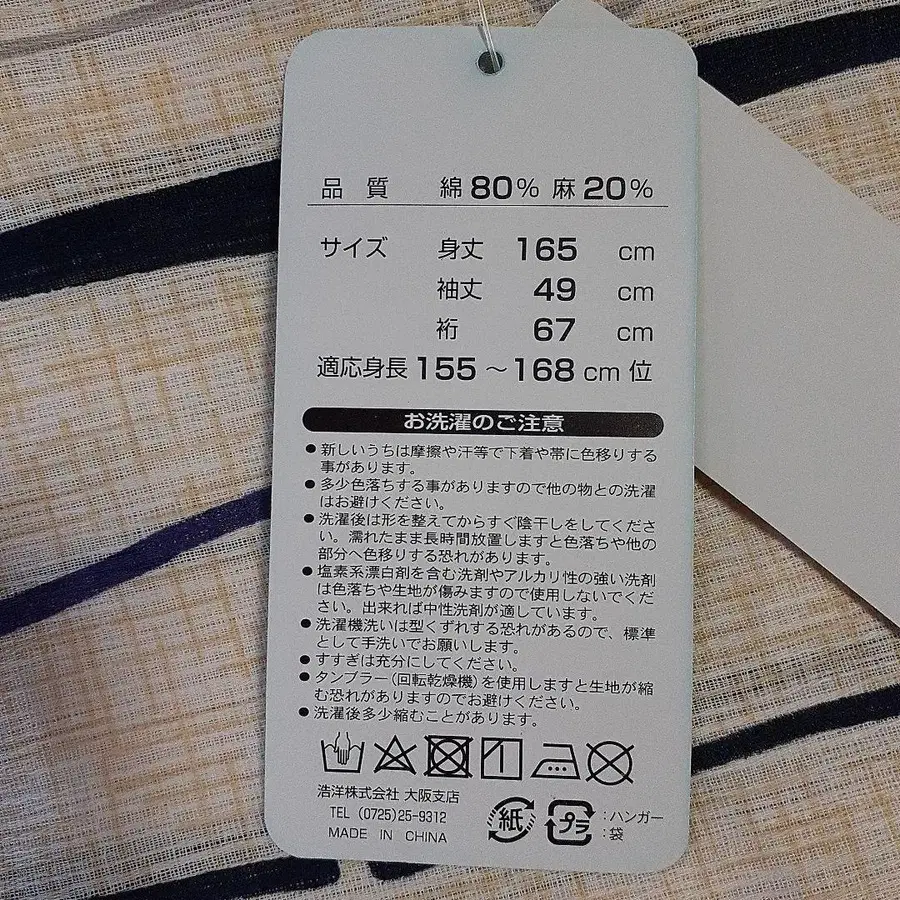 品質 綿80% 麻20%
サイズ 身丈 165 cm
袖丈 49 cm
裄 67 cm
適応身長 155～168cm位
お洗濯のご注意
●新しいうちは摩擦や汗等で下着や帯に色移りする
事があります。
●多少色落ちする事がありますので他の物との洗濯
はお避けください。
●洗濯後は形を整えてからすぐ陰干しをしてくださ
い。濡れたまま長時間放置しますと色落ちや他の
部分へ色移りする恐れがあります。
●塩素系漂白剤を含む洗剤やアルカリ性の強い洗剤
は色落ちや生地が傷みますので使用しないでくだ
さい。出来れば中性洗剤が適しています。
●洗濯機洗いは型くずれする恐れがあるので、標準
として手洗いでお願いします。
●すすぎは充分にしてください。
●タンブラー（回転乾燥機）を使用しますと生地が縮
む恐れがありますのでお避けください。
●洗濯後多少縮むことがあります。
浩洋株式会社 大阪支店
TEL (0725)25-9312
MADE IN CHINA
紙
プラ
：ハンガー
：袋